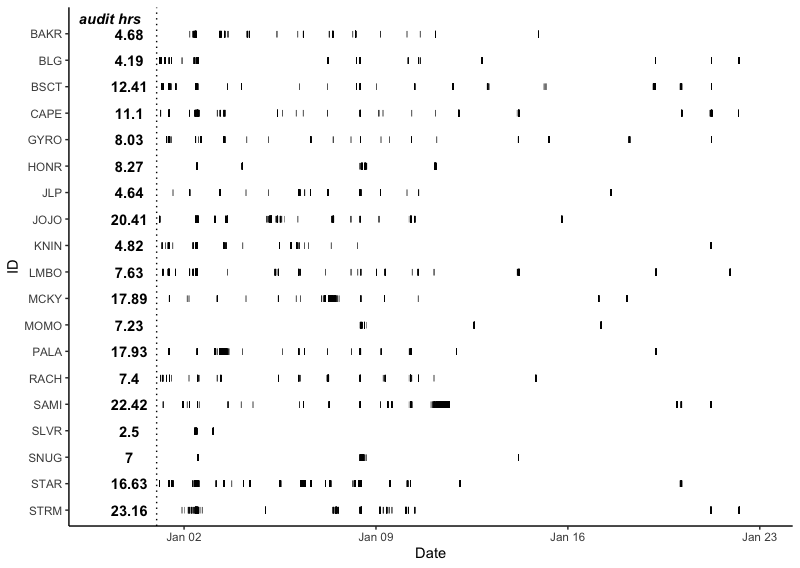 audit hrs
BAKR 4.68
BLG 4.19
BSCT 12.41
CAPE 11.1
GYRO 8.03
HONR 8.27
JLP 4.64
JOJO 20.41
KNIN 4.82
LMBO 7.63
MCKY 17.89
MOMO 7.23
PALA 17.93
RACH 7.4
SAMI 22.42
SLVR 2.5
SNUG 7
STAR 16.63
STRM 23.16
ID
Jan 02 Jan 09 Jan 16 Jan 23
Date